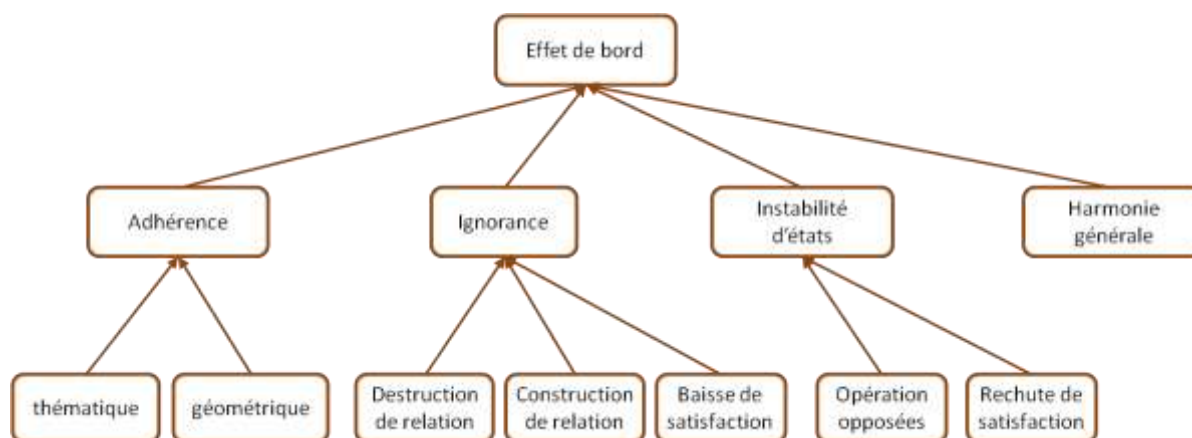 Effet de bord
Adhérence
Ignorance
Instabilité
d'états
Harmonie
générale
thématique
géométrique
Destruction
de relation
Construction
de relation
Baisse de
satisfaction
Opération
opposées
Rechute de
satisfaction